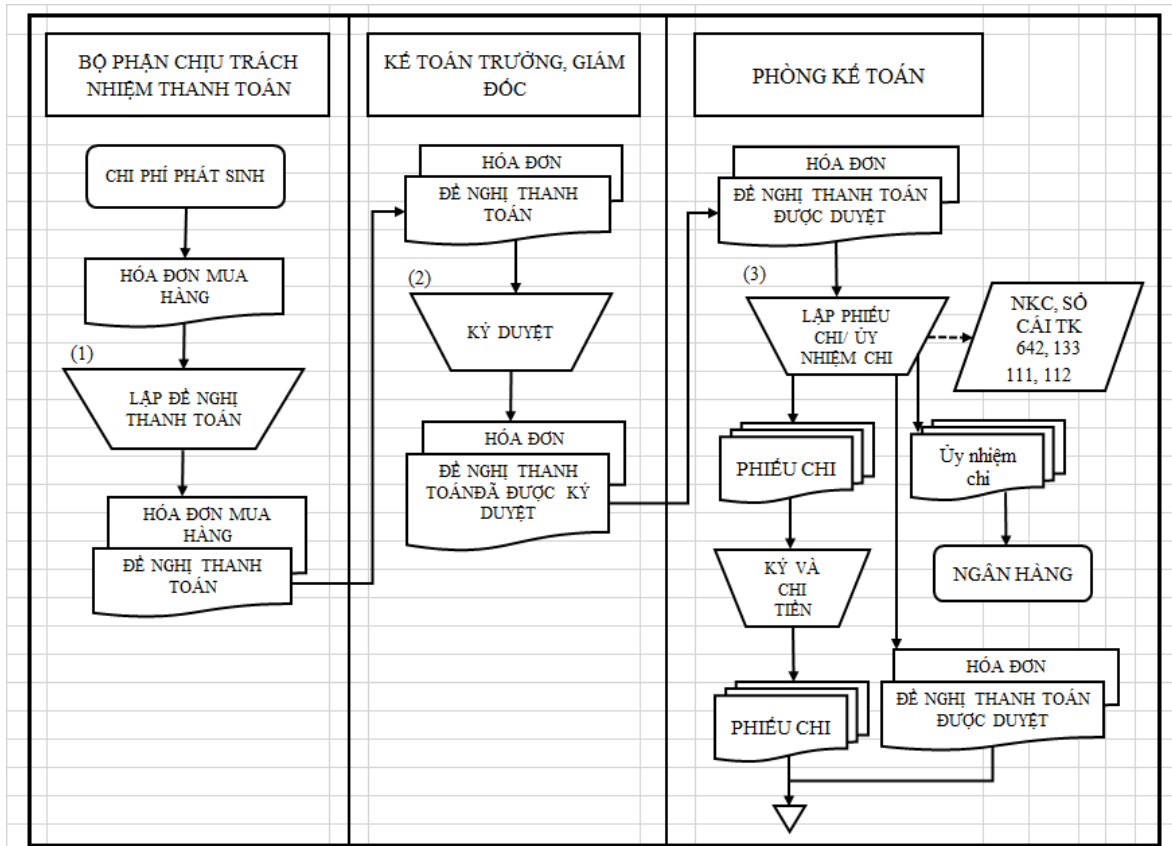 BỘ PHẬN CHỊU TRÁCH
NHIỆM THANH TOÁN
CHI PHÍ PHÁT SINH
HÓA ĐƠN MUA
HÀNG
(1)
LẬP ĐỀ NGHỊ
THANH TOÁN
HÓA ĐƠN MUA
HÀNG
ĐỀ NGHỊ THANH
TOÁN
KẾ TOÁN TRƯỞNG, GIÁM
ĐỐC
HÓA ĐƠN
ĐỀ NGHỊ THANH
TOÁN
(2)
KÝ DUYỆT
HÓA ĐƠN
ĐỀ NGHỊ THANH
TOÁNĐÃ ĐƯỢC KÝ
DUYỆT
PHÒNG KẾ TOÁN
HÓA ĐƠN
ĐỀ NGHỊ THANH TOÁN
ĐƯỢC DUYỆT
(3)
LẬP PHIẾU
CHI/ ỦY
NHIỆM CHI
NKC, SỔ
CÁI TK
642, 133
111, 112
PHIẾU CHI
Ủy nhiệm
chi
KÝ VÀ
CHI
TIỀN
NGÂN HÀNG
PHIẾU CHI
HÓA ĐƠN
ĐỀ NGHỊ THANH TOÁN
ĐƯỢC DUYỆT